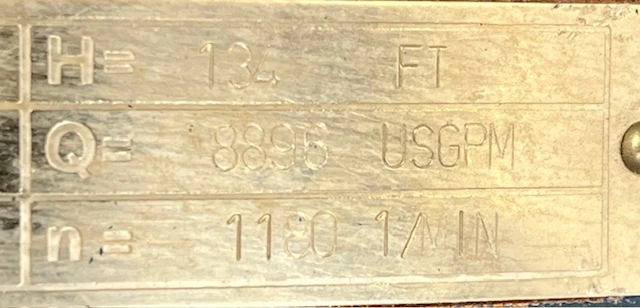 H= 134 FT
Q= 8896 USGPM
n= 1180 1/MIN